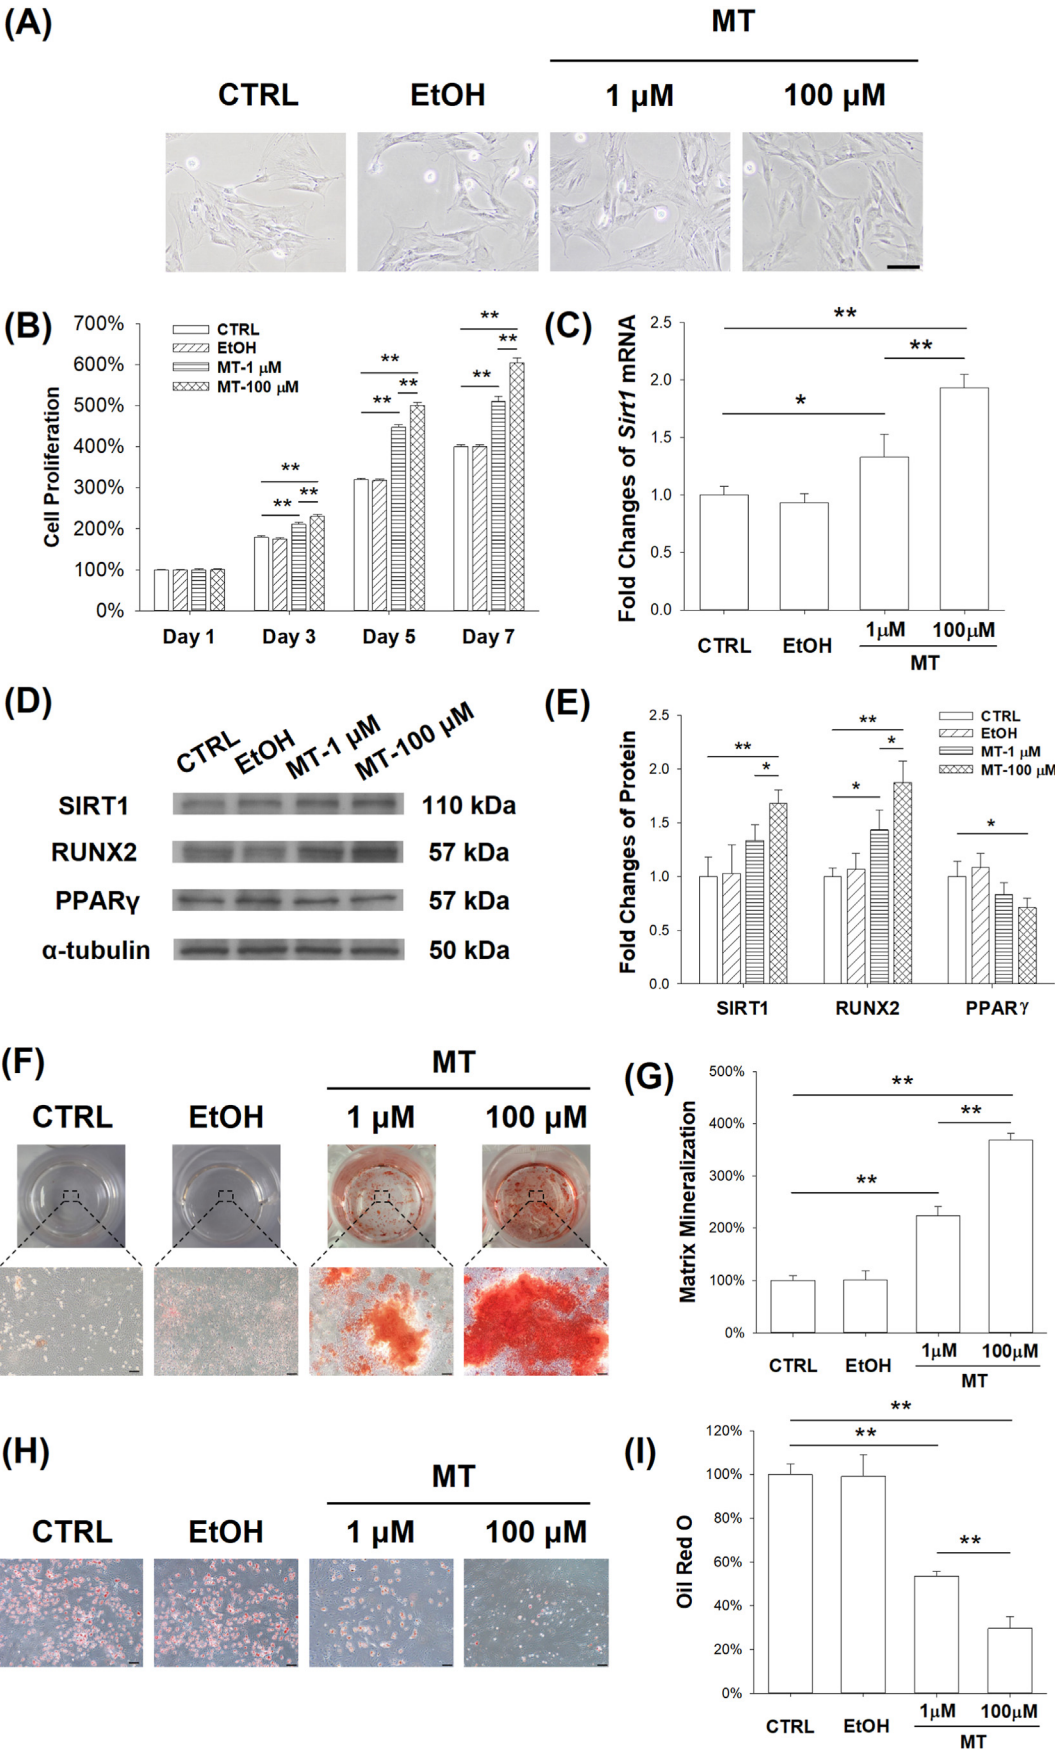 (A)
MT
CTRL EtOH 1 μM 100 μM
(B)
700%
600%
500%
400%
300%
200%
100%
0%
Cell Proliferation
CTRL
EtOH
MT-1 μM
MT-100 μM
** ** **
** ** **
** ** **
Day 1 Day 3 Day 5 Day 7
(C)
Fold Changes of Sirt1 mRNA
2.5
2.0
1.5
1.0
0.5
0.0
**
**
*
CTRL EtOH 1μM 100μM
MT
(D)
CTRL EtOH MT-1 μM MT-100 μM
SIRT1 110 kDa
RUNX2 57 kDa
PPARγ 57 kDa
α-tubulin 50 kDa
(E)
Fold Changes of Protein
2.5
2.0
1.5
1.0
0.5
0.0
CTRL
EtOH
MT-1 μM
MT-100 μM
** *
** * *
*
SIRT1 RUNX2 PPARγ
(F)
MT
CTRL EtOH 1 μM 100 μM
(G)
Matrix Mineralization
500%
400%
300%
200%
100%
0%
**
**
**
CTRL EtOH 1μM 100μM
MT
(H)
MT
CTRL EtOH 1 μM 100 μM
(I)
Oil Red O
120%
100%
80%
60%
40%
20%
0%
**
**
**
CTRL EtOH 1μM 100μM
MT